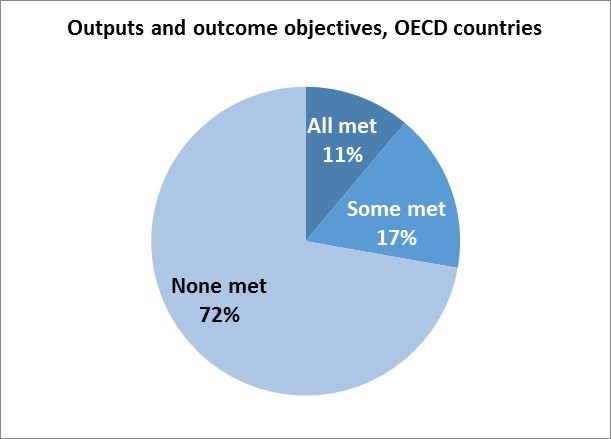 Outputs and outcome objectives, OECD countries
All met
11%
Some met
17%
None met
72%